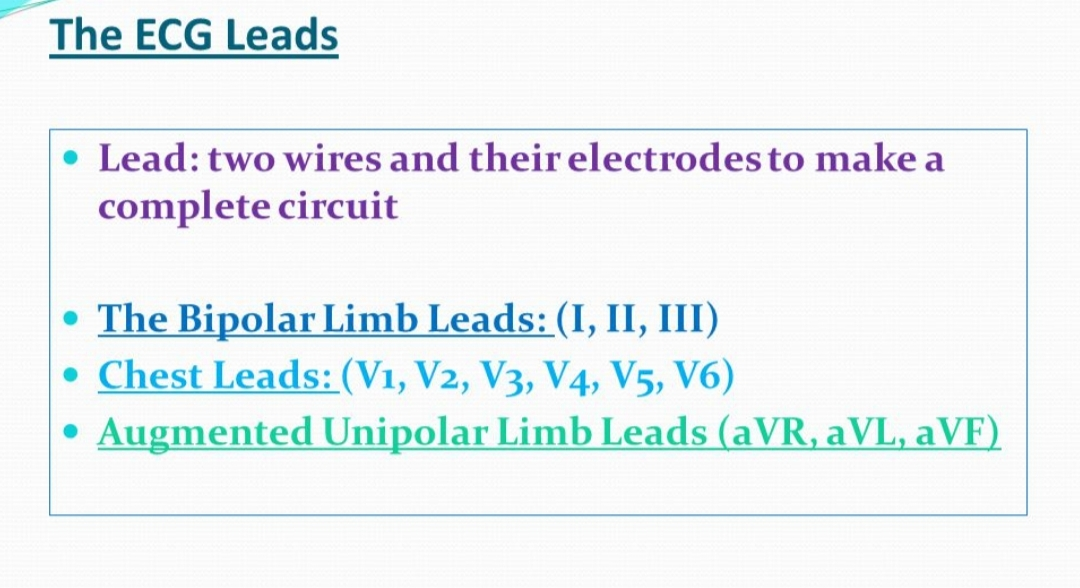 The ECG Leads
• Lead: two wires and their electrodes to make a
complete circuit
• The Bipolar Limb Leads: (I, II, III)
• Chest Leads: (V1, V2, V3, V4, V5, V6)
• Augmented Unipolar Limb Leads (aVR, aVL, aVF)